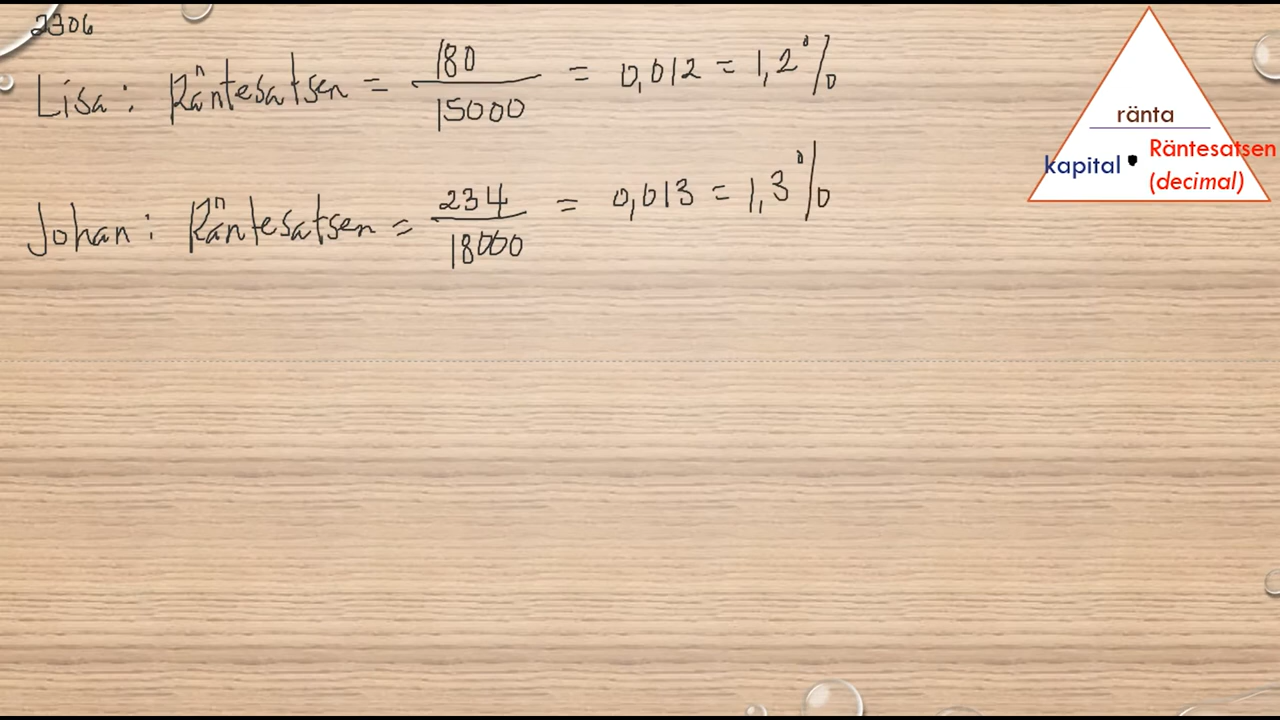 2306
Lisa: Räntesatsen = 180/15000 = 0,012 = 1,2%
Johan: Räntesatsen = 234/18000 = 0,013 = 1,3%
ränta
kapital • Räntesatsen
(decimal)